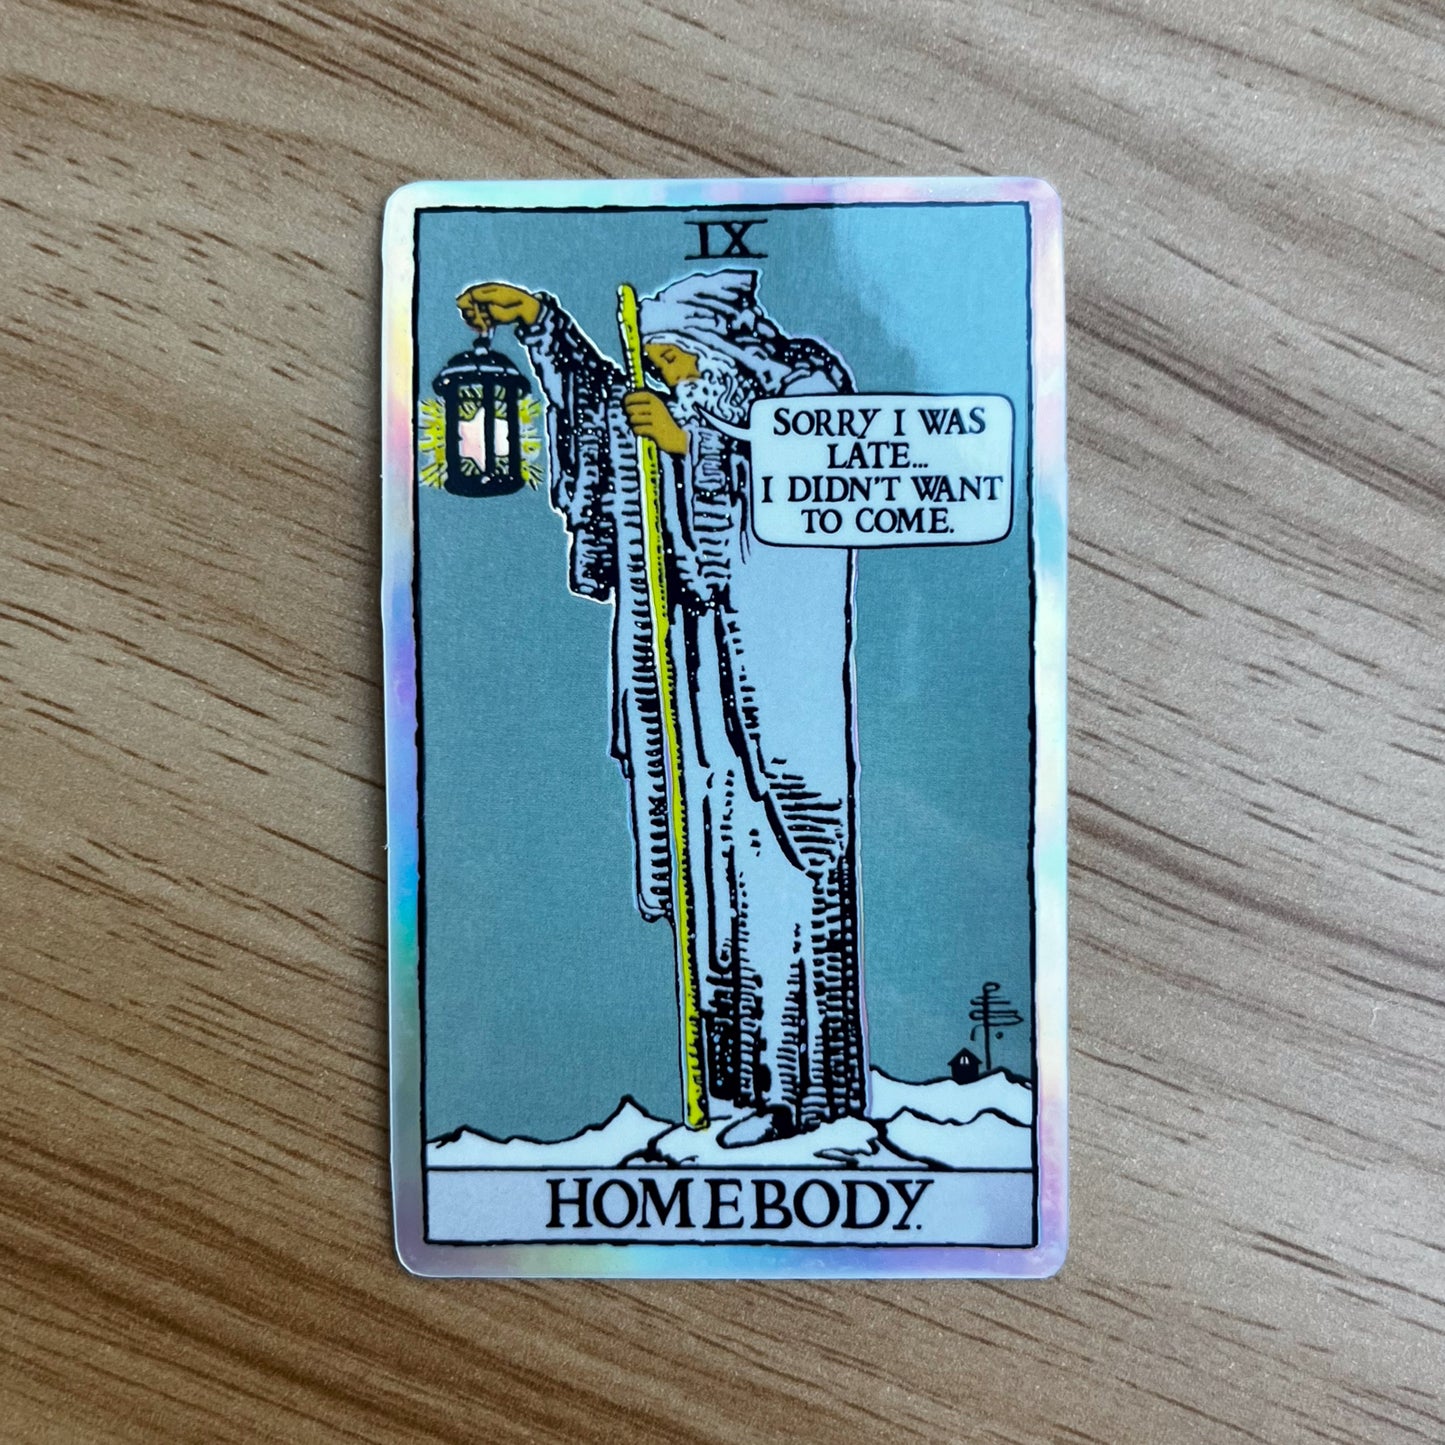 IX
SORRY I WAS
LATE...
I DIDN'T WANT
TO COME.
HOMEBODY.